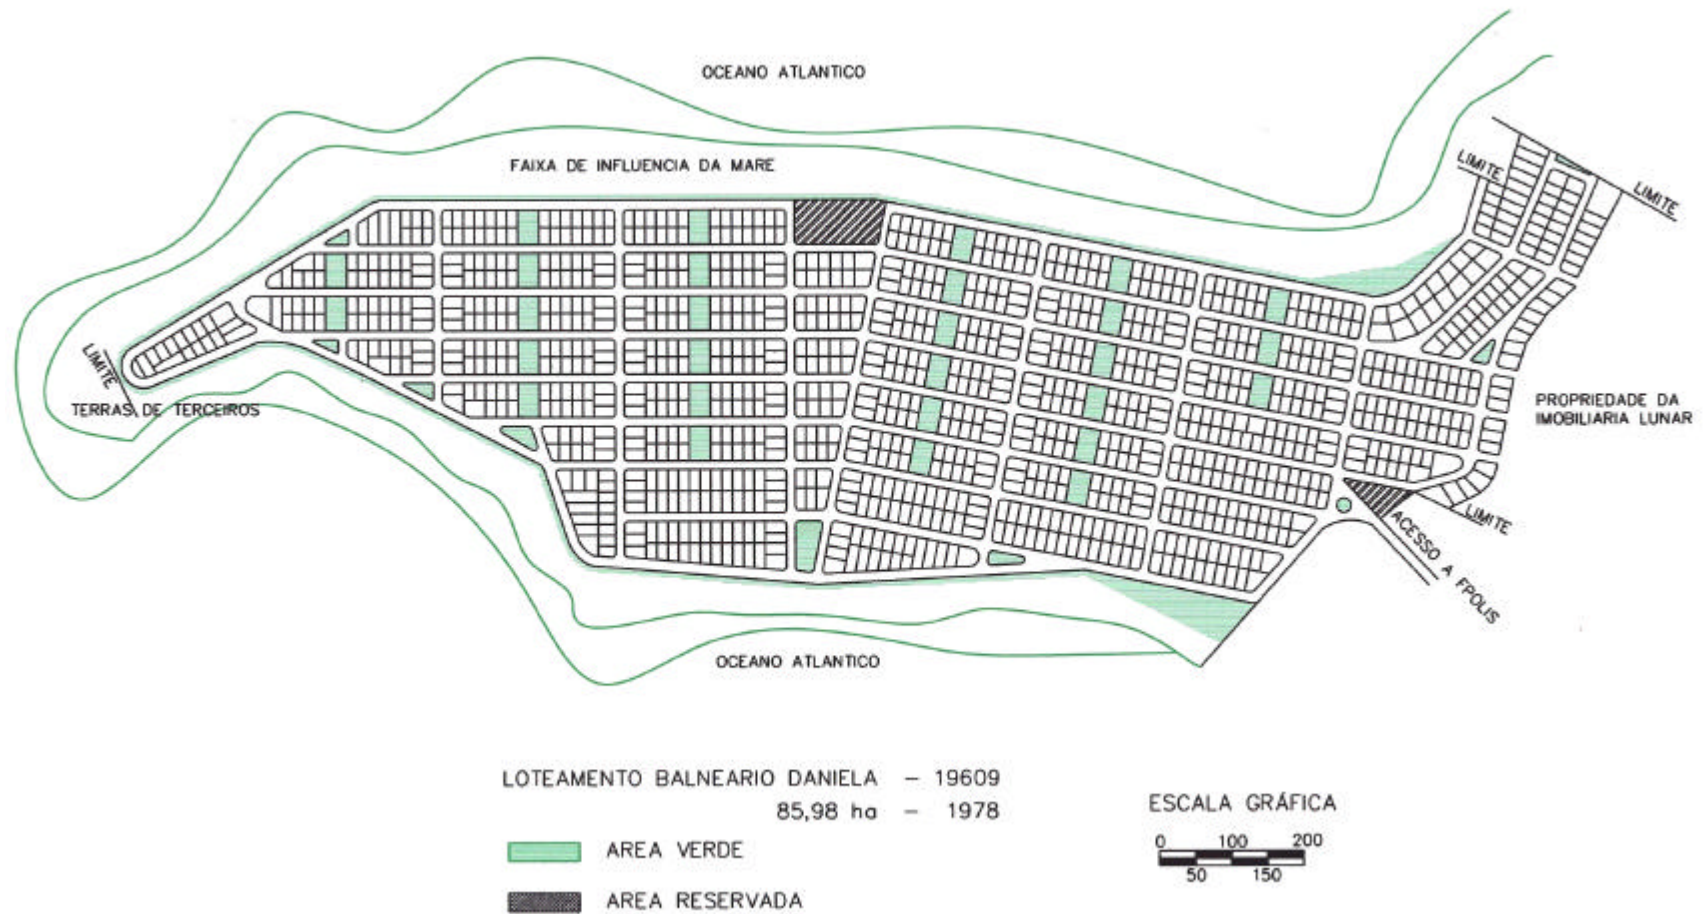 OCEANO ATLANTICO
FAIXA DE INFLUENCIA DA MARE
LIMITE
LIMITE
LIMITE
TERRAS DE TERCEIROS
PROPRIEDADE DA
IMOBILIARIA LUNAR
LIMITE
ACESSO A FPOLIS
OCEANO ATLANTICO
LOTEAMENTO BALNEARIO DANIELA – 19609
85,98 ha – 1978
AREA VERDE
AREA RESERVADA
ESCALA GRÁFICA
0 100 200
50 150